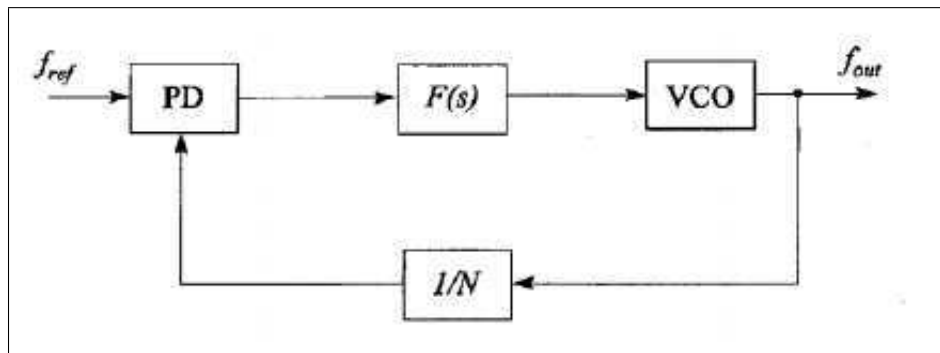 f_ref
PD
F(s)
VCO
f_out
1/N